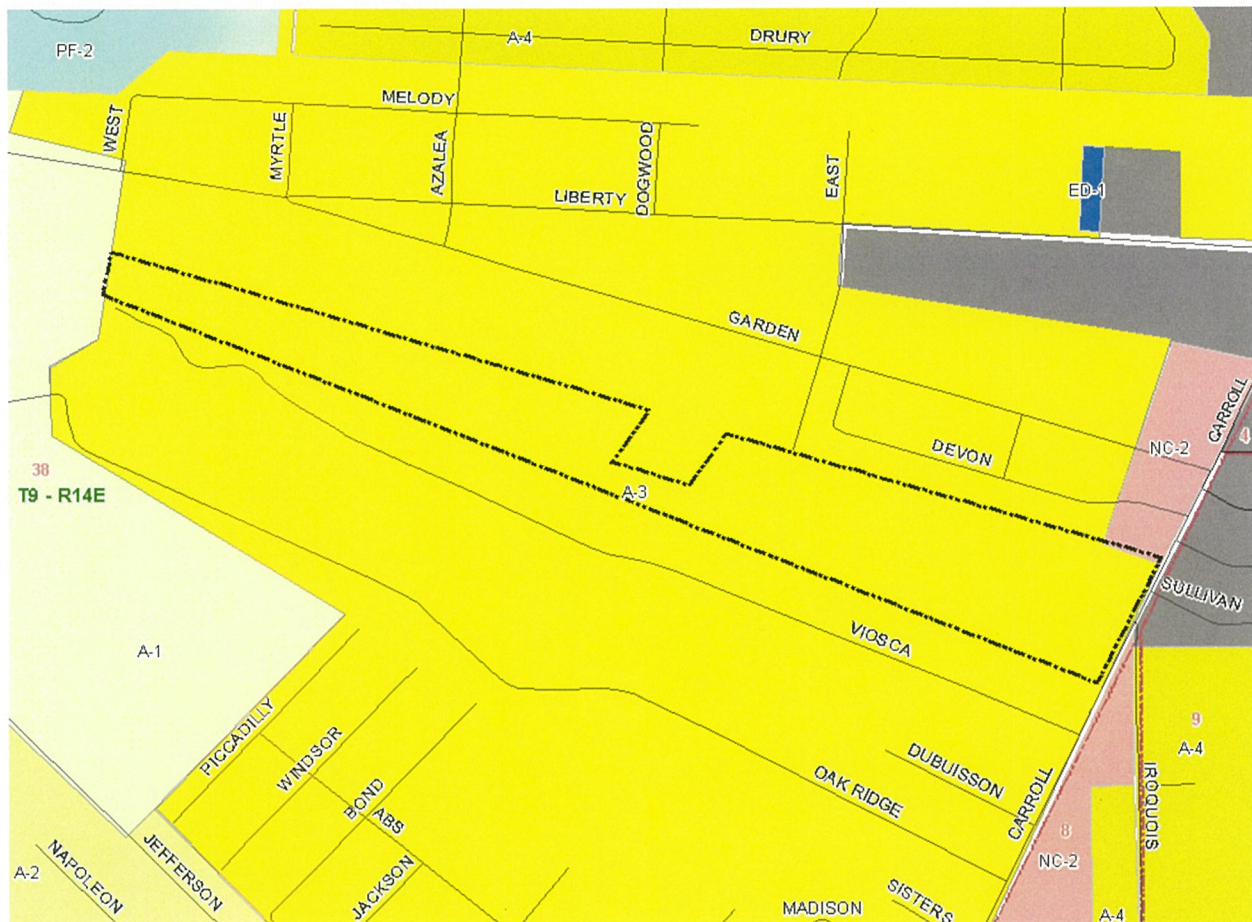 PF-2
A-4
DRURY
WEST
MELODY
MYRTLE
AZALEA
DOGWOOD
EAST
LIBERTY
ED-1
GARDEN
CARROLL
4
DEVON
NC-2
38
T9 - R14E
A-3
SULLIVAN
VIOSCA
A-1
PICCADILLY
WINDSOR
BOND
ABS
DUBUISSON
OAK RIDGE
CARROLL
9
A-4
IROQUOIS
8
NC-2
A-2
NAPOLEON
JEFFERSON
JACKSON
MADISON
SISTERS
A-4